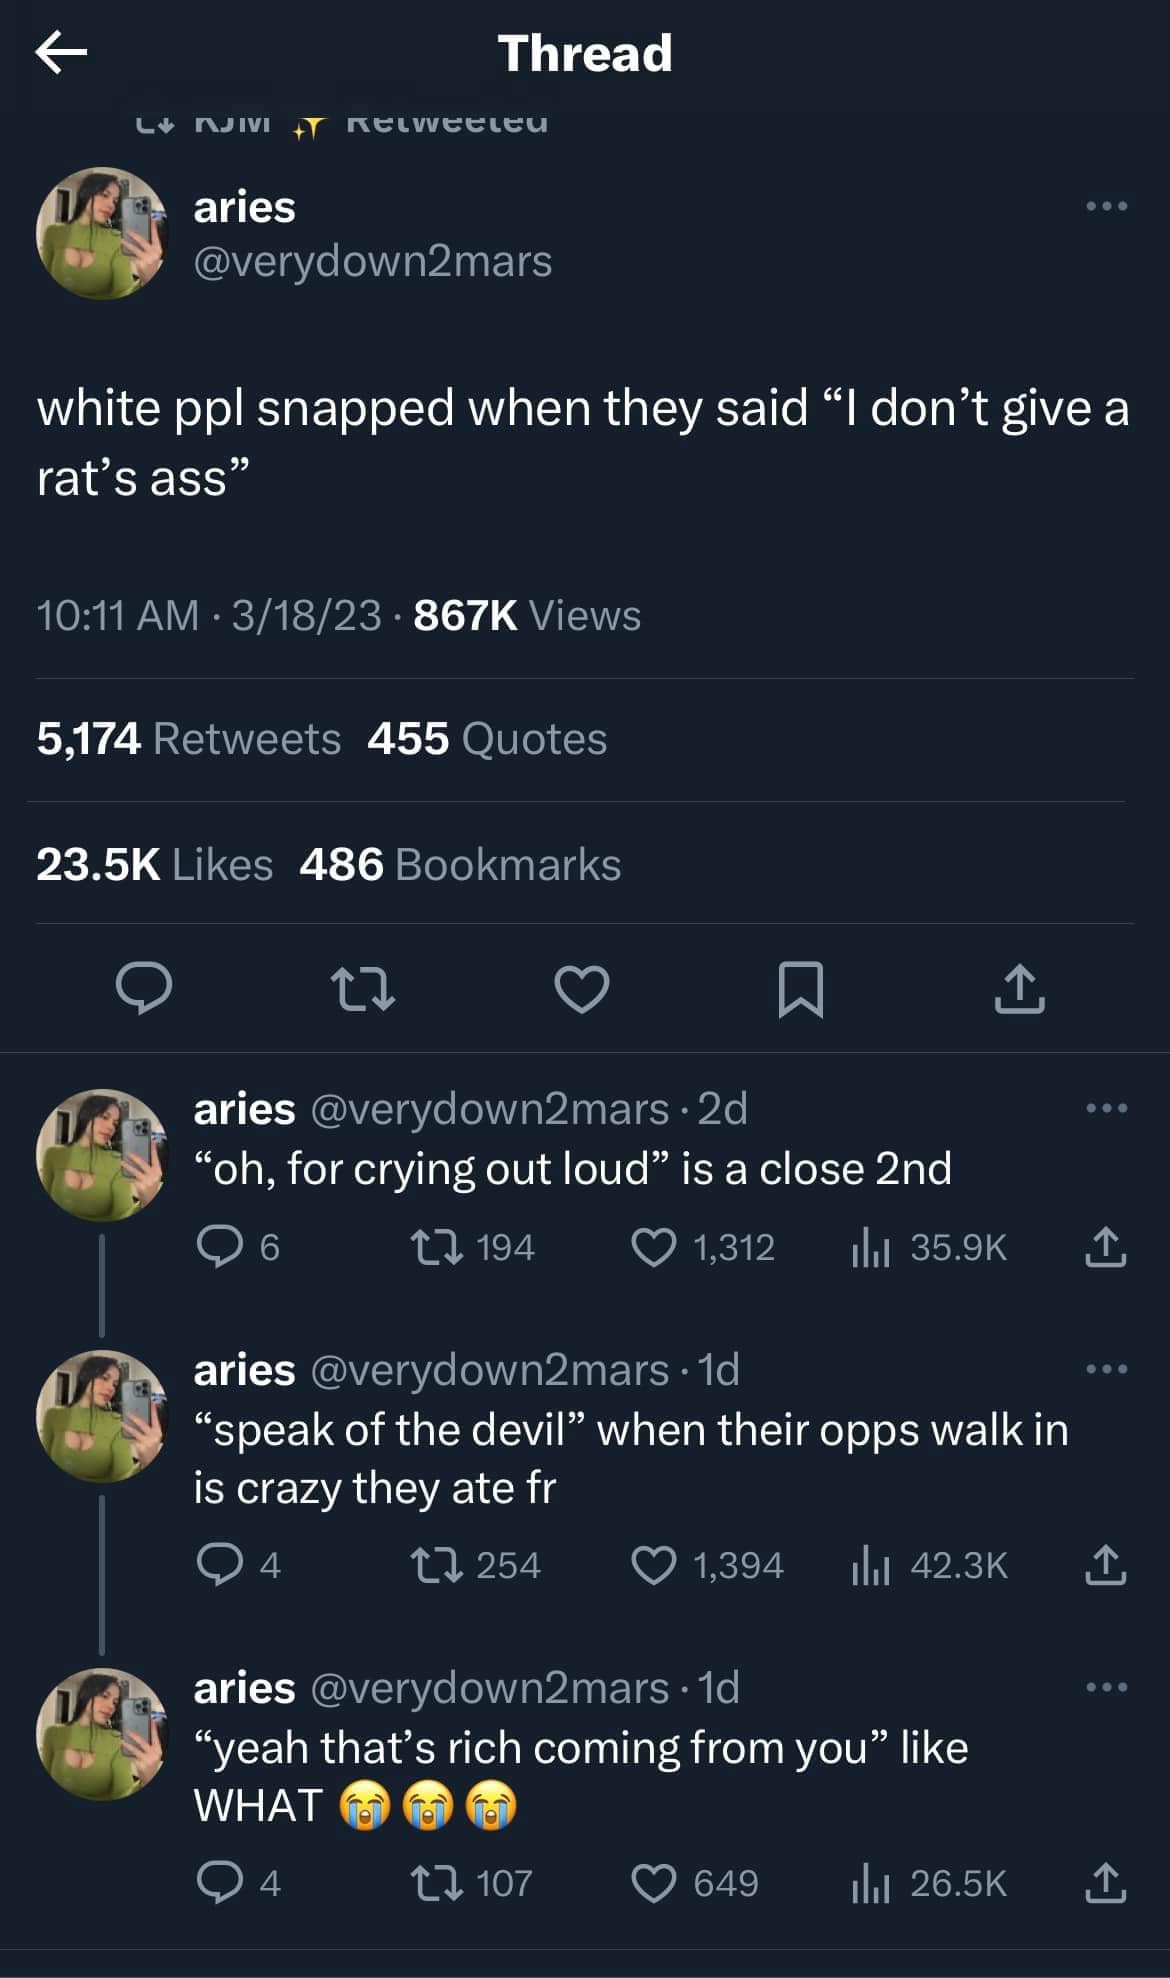 Thread
KJM ✨ Retweeted
aries
@verydown2mars
white ppl snapped when they said “I don’t give a
rat’s ass”
10:11 AM · 3/18/23 · 867K Views
5,174 Retweets 455 Quotes
23.5K Likes 486 Bookmarks
aries @verydown2mars · 2d
“oh, for crying out loud” is a close 2nd
6 194 1,312 35.9K
aries @verydown2mars · 1d
“speak of the devil” when their opps walk in
is crazy they ate fr
4 254 1,394 42.3K
aries @verydown2mars · 1d
“yeah that’s rich coming from you” like
WHAT 😭😭😭
4 107 649 26.5K